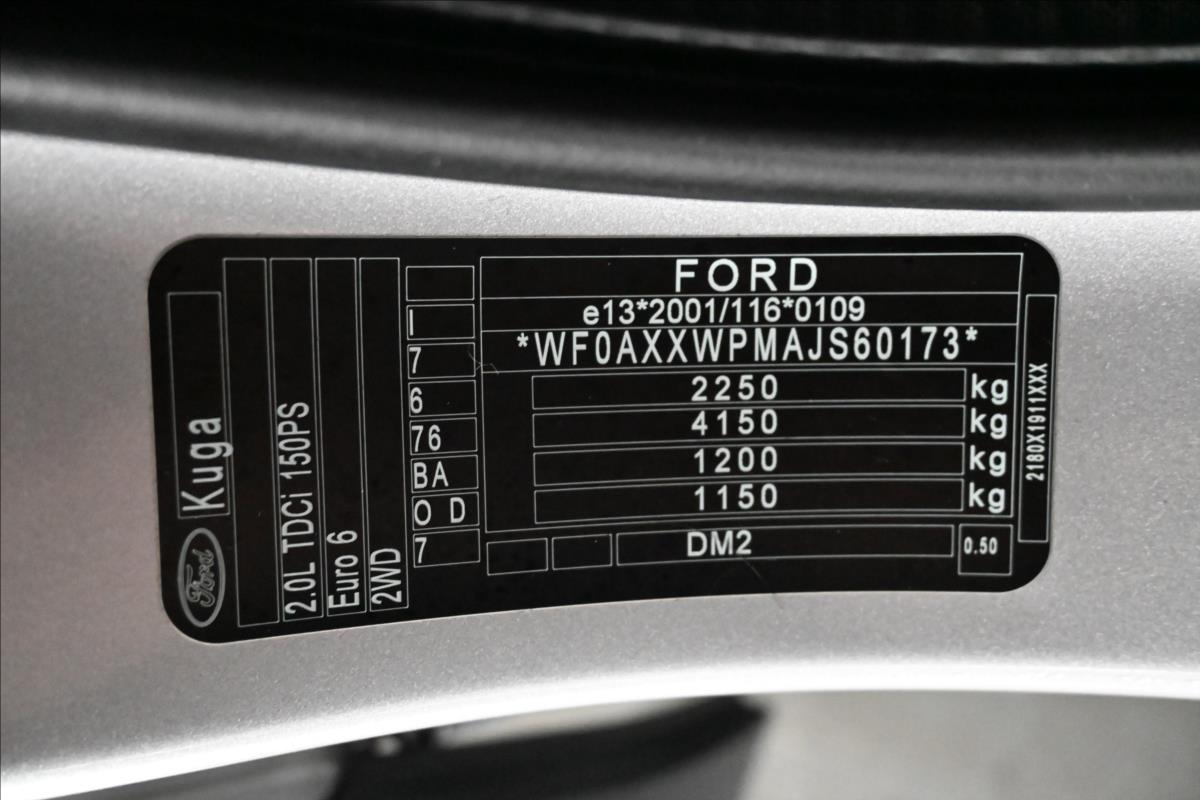 Ford
Kuga
2.0L TDCi 150PS
Euro 6
2WD
I
7
6
76
BA
O D
7
FORD
e13*2001/116*0109
*WF0AXXWPMAJS60173*
2250 kg
4150 kg
1200 kg
1150 kg
DM2
0.50
2180X1911XXX